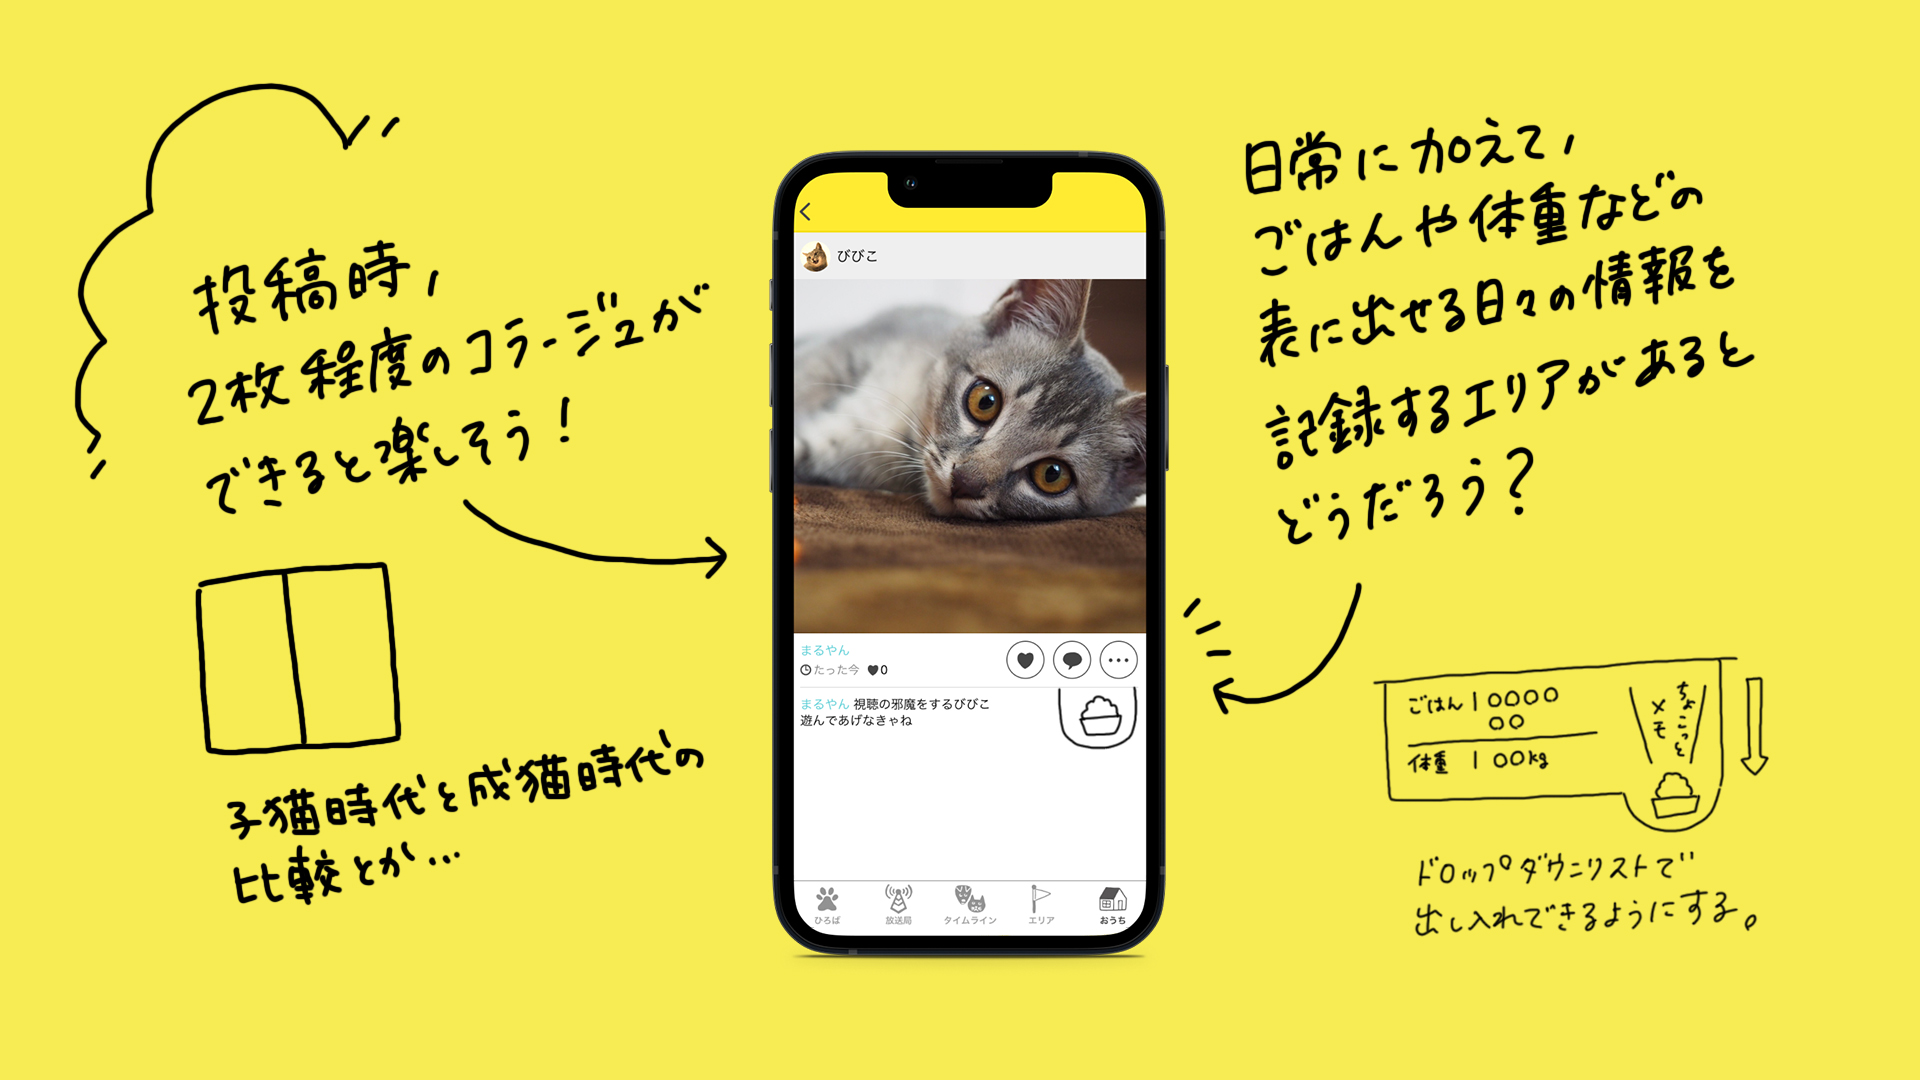 投稿時,
2枚程度のコラージュが
できると楽しそう!
子猫時代と成猫時代の
比較とか…
びびこ
まるやん
たった今 0
まるやん 視聴の邪魔をするびびこ
遊んであげなきゃね
ひろば
放送局
タイムライン
エリア
おうち
日常に加えて,
ごはんや体重などの
表に出せる日々の情報を
記録するエリアがあると
どうだろう?
ごはん | 〇〇〇〇
〇〇
体重 | 〇〇kg
ちょこっと
メモ
ドロップダウンリストで
出し入れできるようにする。